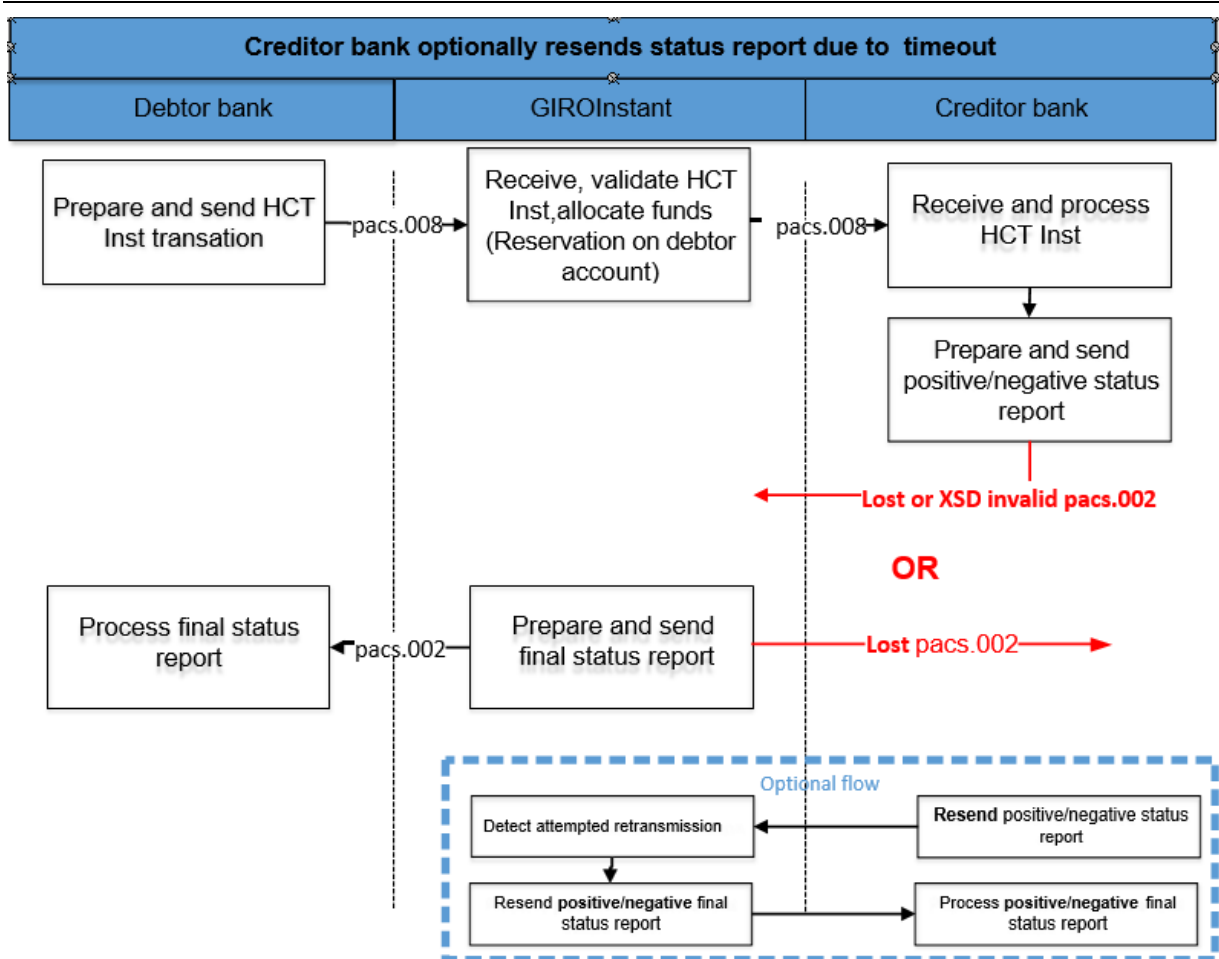 Creditor bank optionally resends status report due to timeout
Debtor bank
GIROInstant
Creditor bank
Prepare and send HCT
Inst transation
pacs.008
Receive, validate HCT
Inst,allocate funds
(Reservation on debtor
account)
pacs.008
Receive and process
HCT Inst
Prepare and send
positive/negative status
report
Lost or XSD invalid pacs.002
OR
Process final status
report
pacs.002
Prepare and send
final status report
Lost pacs.002
Optional flow
Detect attempted retransmission
Resend positive/negative status
report
Resend positive/negative final
status report
Process positive/negative final
status report